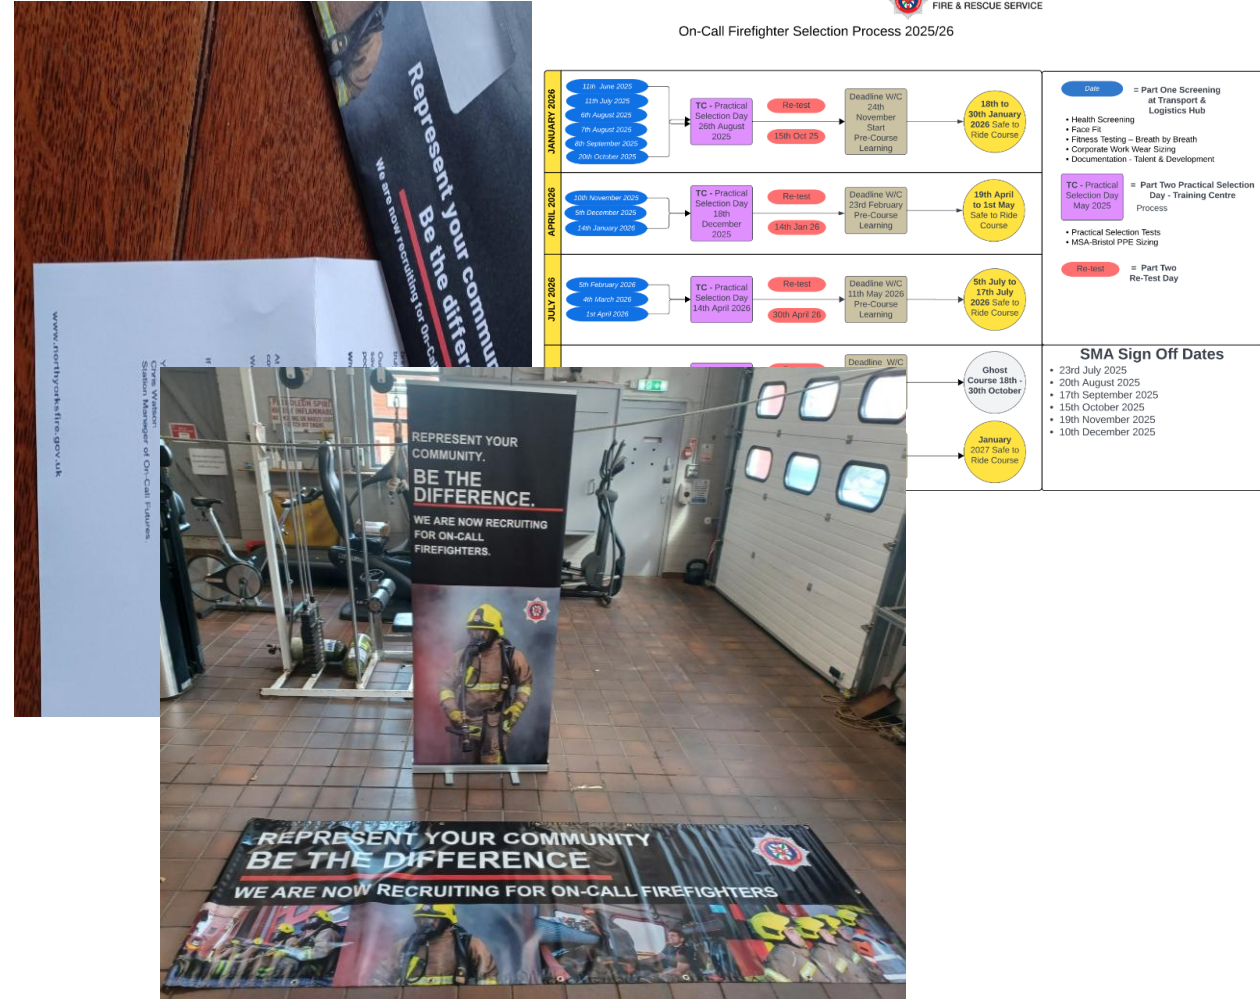 FIRE & RESCUE SERVICE
On-Call Firefighter Selection Process 2025/26
JANUARY 2026
11th June 2025
11th July 2025
6th August 2025
7th August 2025
8th September 2025
20th October 2025
TC - Practical
Selection Day
26th August
2025
Re-test
15th Oct 25
Deadline W/C
24th
November
Start
Pre-Course
Learning
18th to
30th January
2026 Safe to
Ride Course
APRIL 2026
10th November 2025
5th December 2025
14th January 2026
TC - Practical
Selection Day
18th
December
2025
Re-test
14th Jan 26
Deadline W/C
23rd February
Pre-Course
Learning
19th April
to 1st May
Safe to Ride
Course
JULY 2026
5th February 2026
4th March 2026
1st April 2026
TC - Practical
Selection Day
14th April 2026
Re-test
30th April 26
Deadline W/C
11th May 2026
Pre-Course
Learning
5th July to
17th July
2026 Safe to
Ride Course
Deadline W/C
Ghost
Course 18th -
30th October
January
2027 Safe to
Ride Course
Date
= Part One Screening
at Transport &
Logistics Hub
• Health Screening
• Face Fit
• Fitness Testing – Breath by Breath
• Corporate Work Wear Sizing
• Documentation - Talent & Development
TC - Practical
Selection Day
May 2025
= Part Two Practical Selection
Day - Training Centre
Process
• Practical Selection Tests
• MSA-Bristol PPE Sizing
Re-test
= Part Two
Re-Test Day
SMA Sign Off Dates
• 23rd July 2025
• 20th August 2025
• 17th September 2025
• 15th October 2025
• 19th November 2025
• 10th December 2025
Represent your
Be the
We are now recruiting for
www.northyorksfire.gov.uk
Chris Watson
Station Manager of On-Call Futures.
REPRESENT YOUR
COMMUNITY.
BE THE
DIFFERENCE.
WE ARE NOW RECRUITING
FOR ON-CALL
FIREFIGHTERS.
REPRESENT YOUR COMMUNITY
BE THE DIFFERENCE
WE ARE NOW RECRUITING FOR ON-CALL FIREFIGHTERS